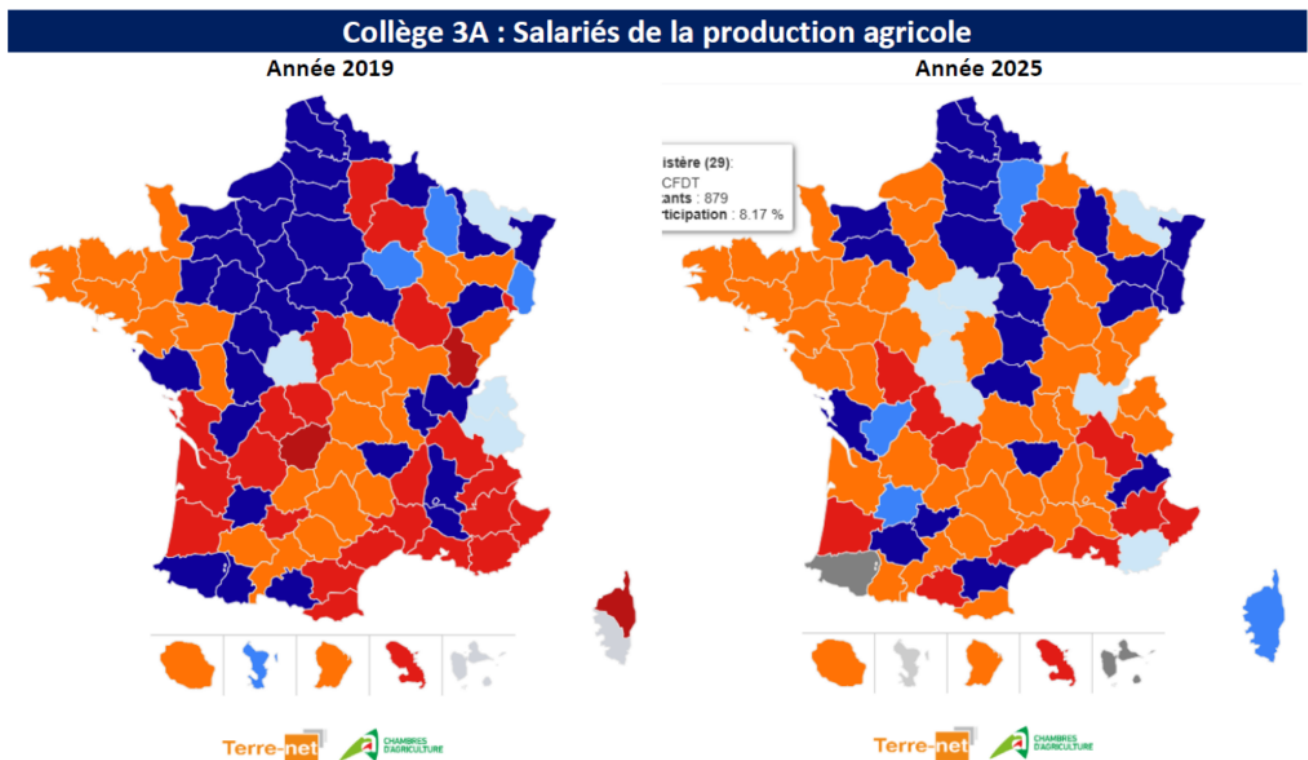 Collège 3A : Salariés de la production agricole
Année 2019
Année 2025
istère (29):
CFDT
tants : 879
rticipation : 8.17 %
Terre-net
CHAMBRES
D'AGRICULTURE
Terre-net
CHAMBRES
D'AGRICULTURE